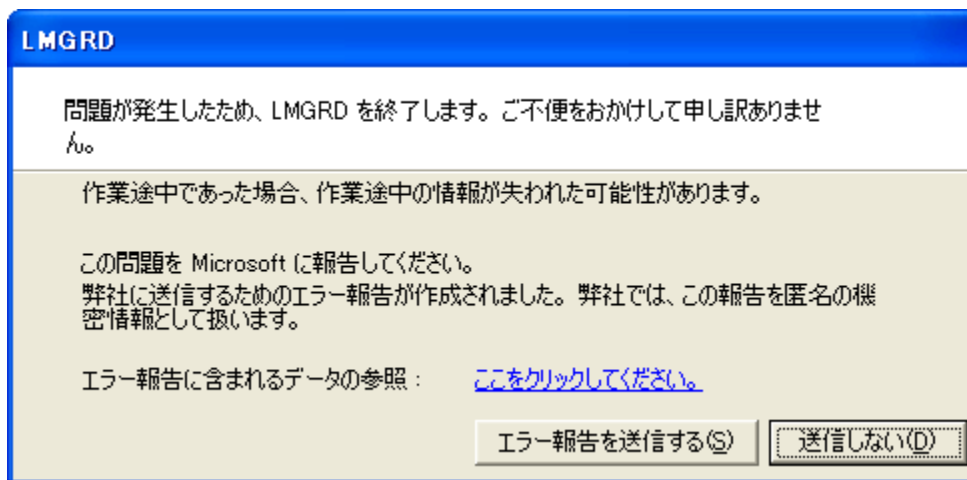 LMGRD
問題が発生したため、LMGRD を終了します。ご不便をおかけして申し訳ありませ
ん。
作業途中であった場合、作業途中の情報が失われた可能性があります。
この問題を Microsoft に報告してください。
弊社に送信するためのエラー報告が作成されました。弊社では、この報告を匿名の機
密情報として扱います。
エラー報告に含まれるデータの参照： ここをクリックしてください。
エラー報告を送信する(S) 送信しない(D)